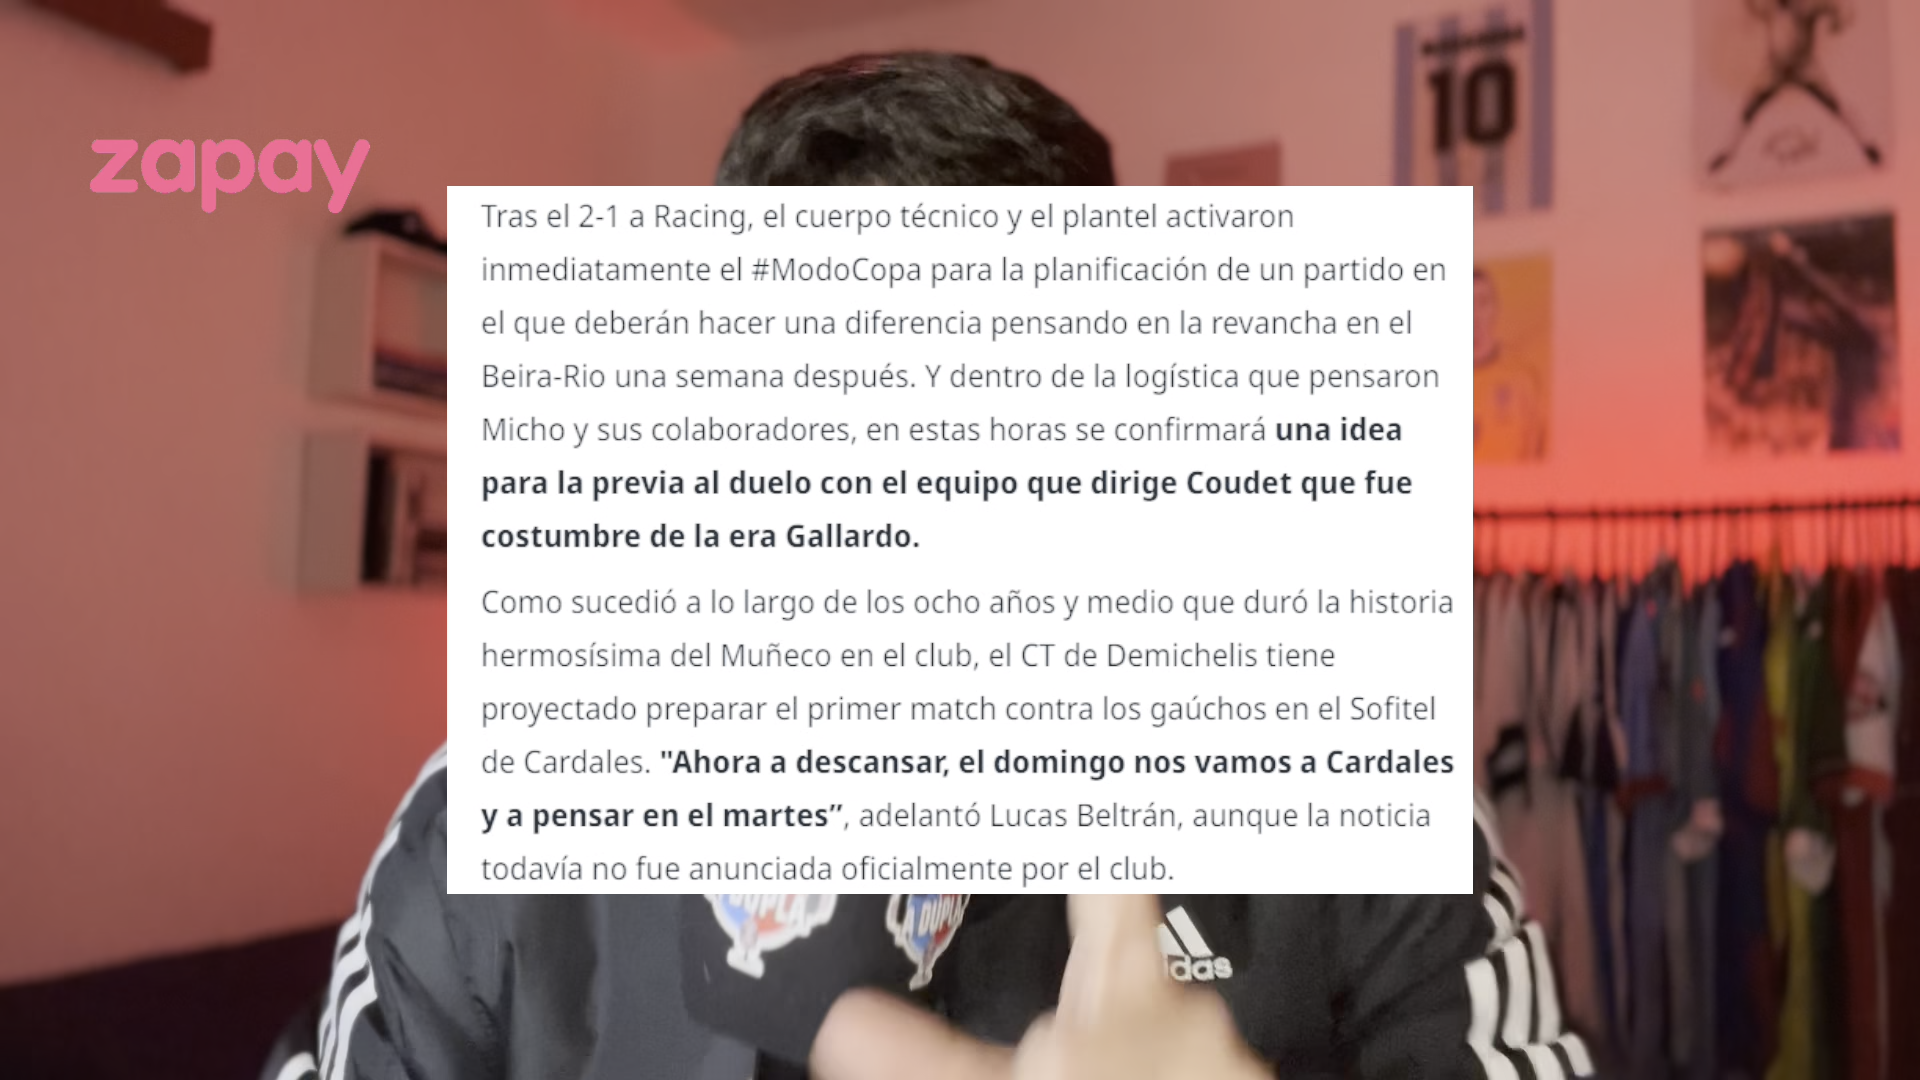 zapay
10
Tras el 2-1 a Racing, el cuerpo técnico y el plantel activaron
inmediatamente el #ModoCopa para la planificación de un partido en
el que deberán hacer una diferencia pensando en la revancha en el
Beira-Rio una semana después. Y dentro de la logística que pensaron
Micho y sus colaboradores, en estas horas se confirmará una idea
para la previa al duelo con el equipo que dirige Coudet que fue
costumbre de la era Gallardo.
Como sucedió a lo largo de los ocho años y medio que duró la historia
hermosísima del Muñeco en el club, el CT de Demichelis tiene
proyectado preparar el primer match contra los gaúchos en el Sofitel
de Cardales. "Ahora a descansar, el domingo nos vamos a Cardales
y a pensar en el martes”, adelantó Lucas Beltrán, aunque la noticia
todavía no fue anunciada oficialmente por el club.
DUPLA
A DUPLA
adidas